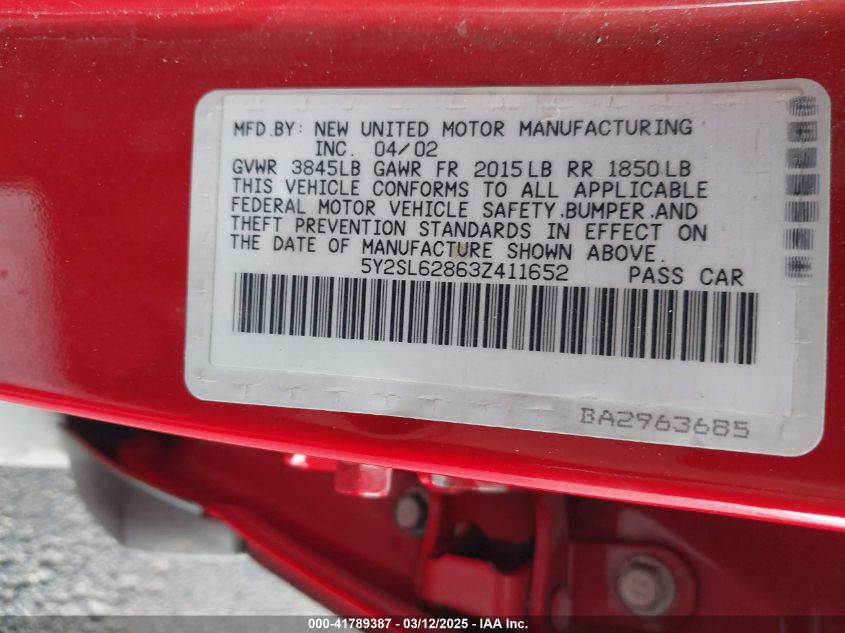 MFD.BY: NEW UNITED MOTOR MANUFACTURING
INC. 04/02
GVWR 3845LB GAWR FR 2015LB RR 1850LB
THIS VEHICLE CONFORMS TO ALL APPLICABLE
FEDERAL MOTOR VEHICLE SAFETY,BUMPER,AND
THEFT PREVENTION STANDARDS IN EFFECT ON
THE DATE OF MANUFACTURE SHOWN ABOVE.
5Y2SL62863Z411652 PASS CAR
BA2963685
000-41789387 - 03/12/2025 - IAAI.COM